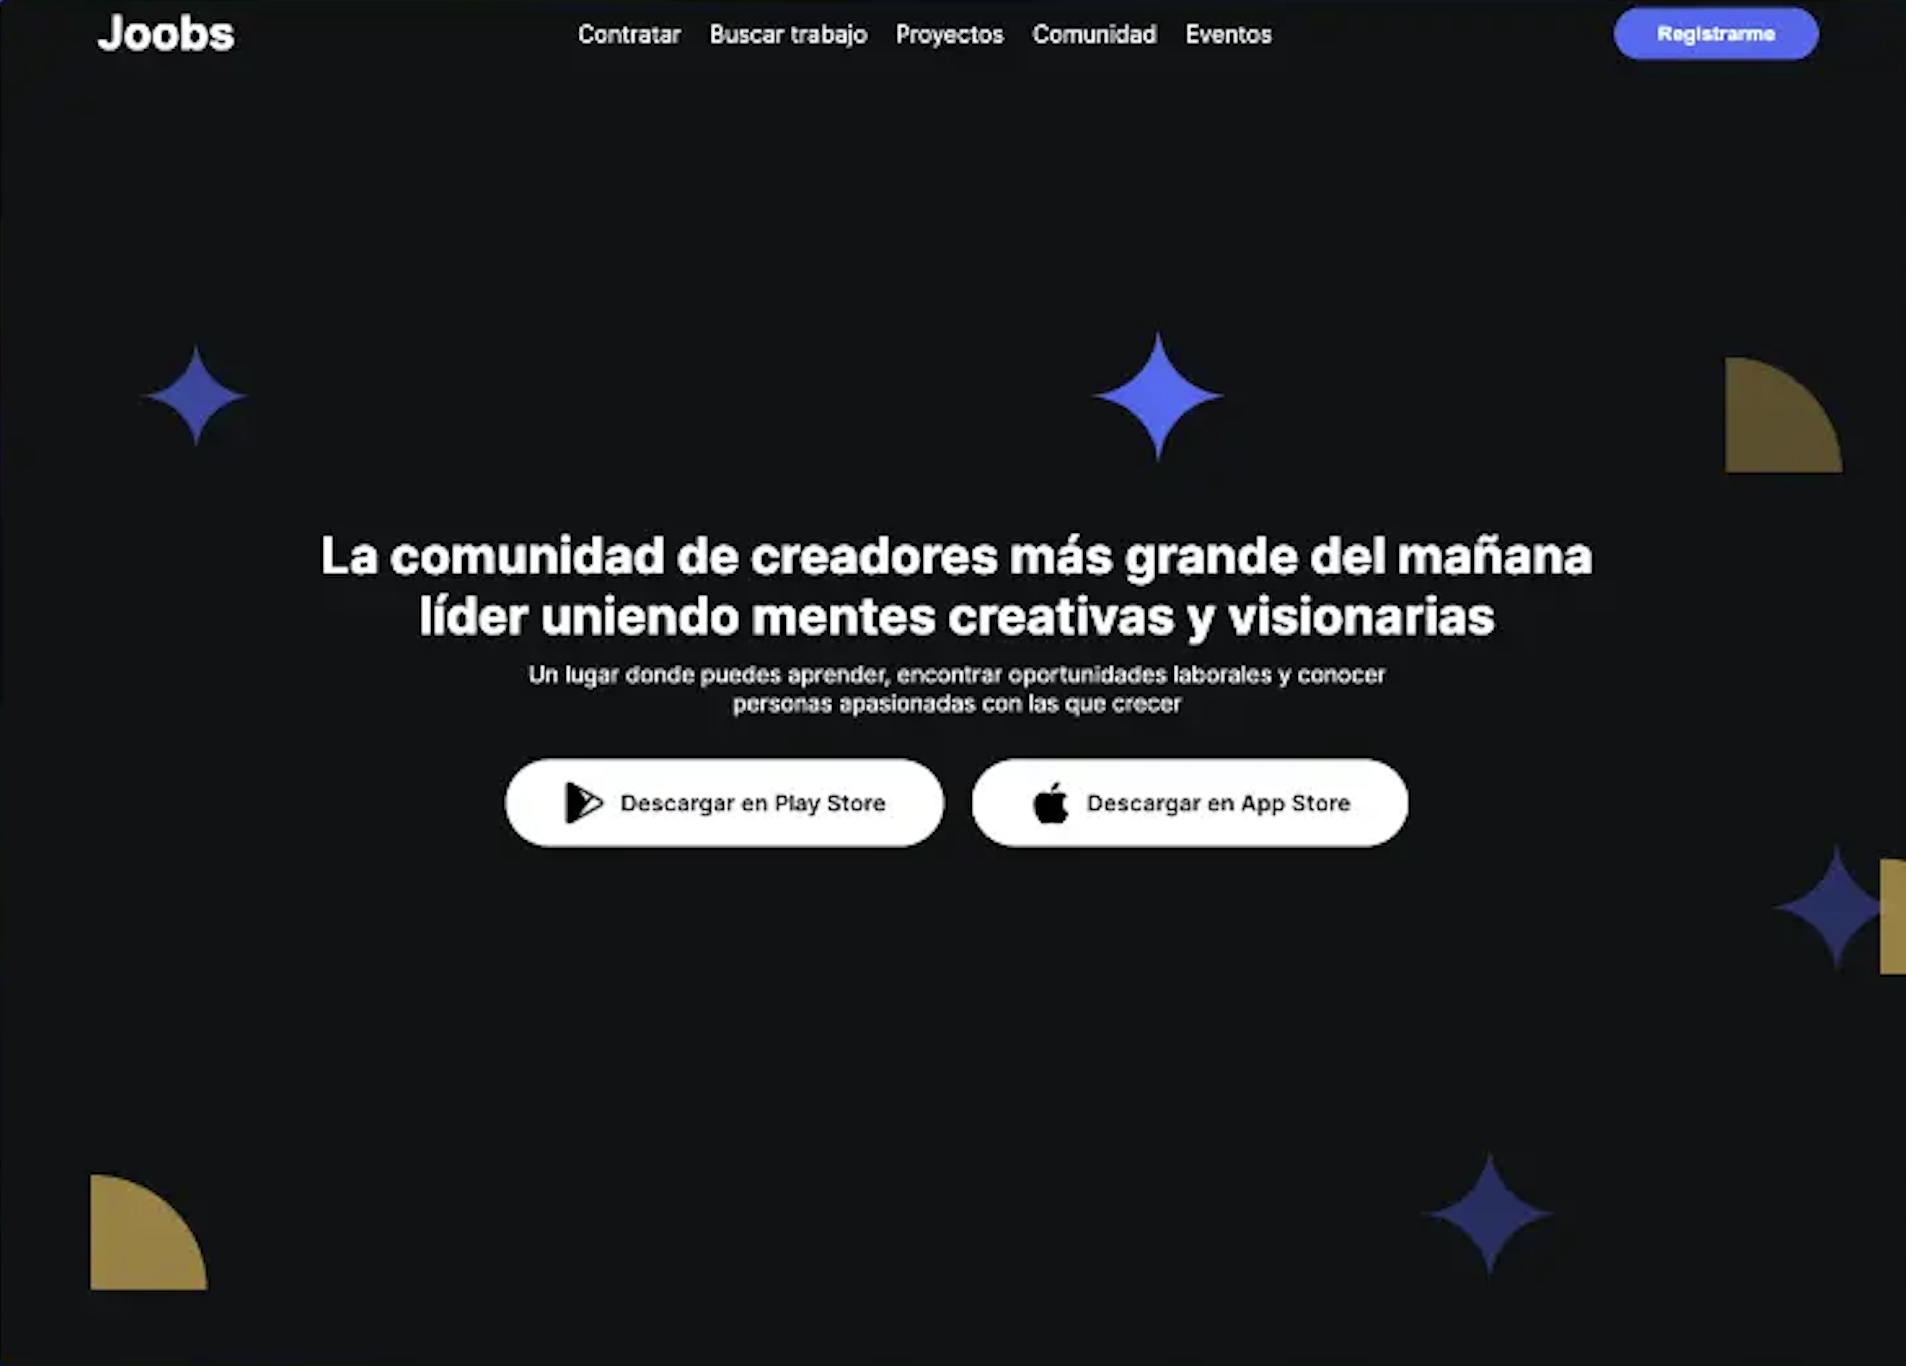 Joobs
Contratar Buscar trabajo Proyectos Comunidad Eventos
Registrarme
La comunidad de creadores más grande del mañana
líder uniendo mentes creativas y visionarias
Un lugar donde puedes aprender, encontrar oportunidades laborales y conocer
personas apasionadas con las que crecer
Descargar en Play Store
Descargar en App Store